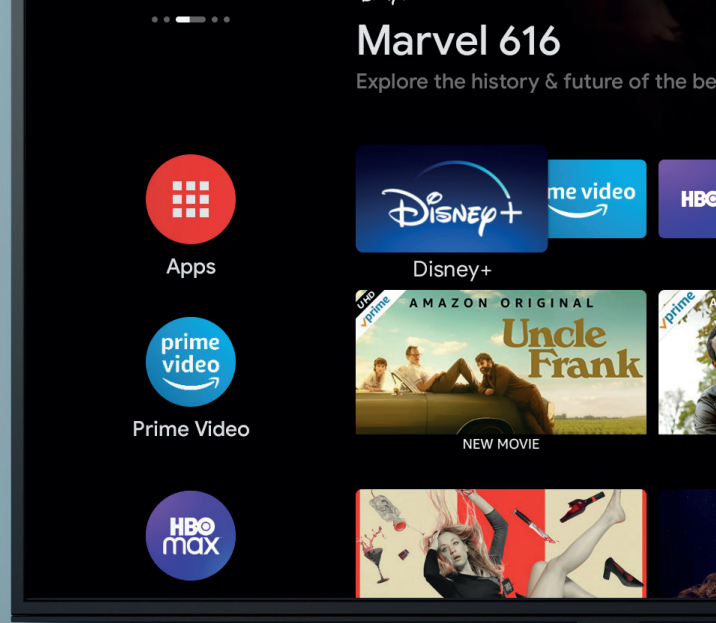 Marvel 616
Explore the history & future of the be
Apps
Disney+
me video
HBO
Disney+
prime
video
Prime Video
UHD
prime
AMAZON ORIGINAL
Uncle
Frank
NEW MOVIE
prime
HBO
max